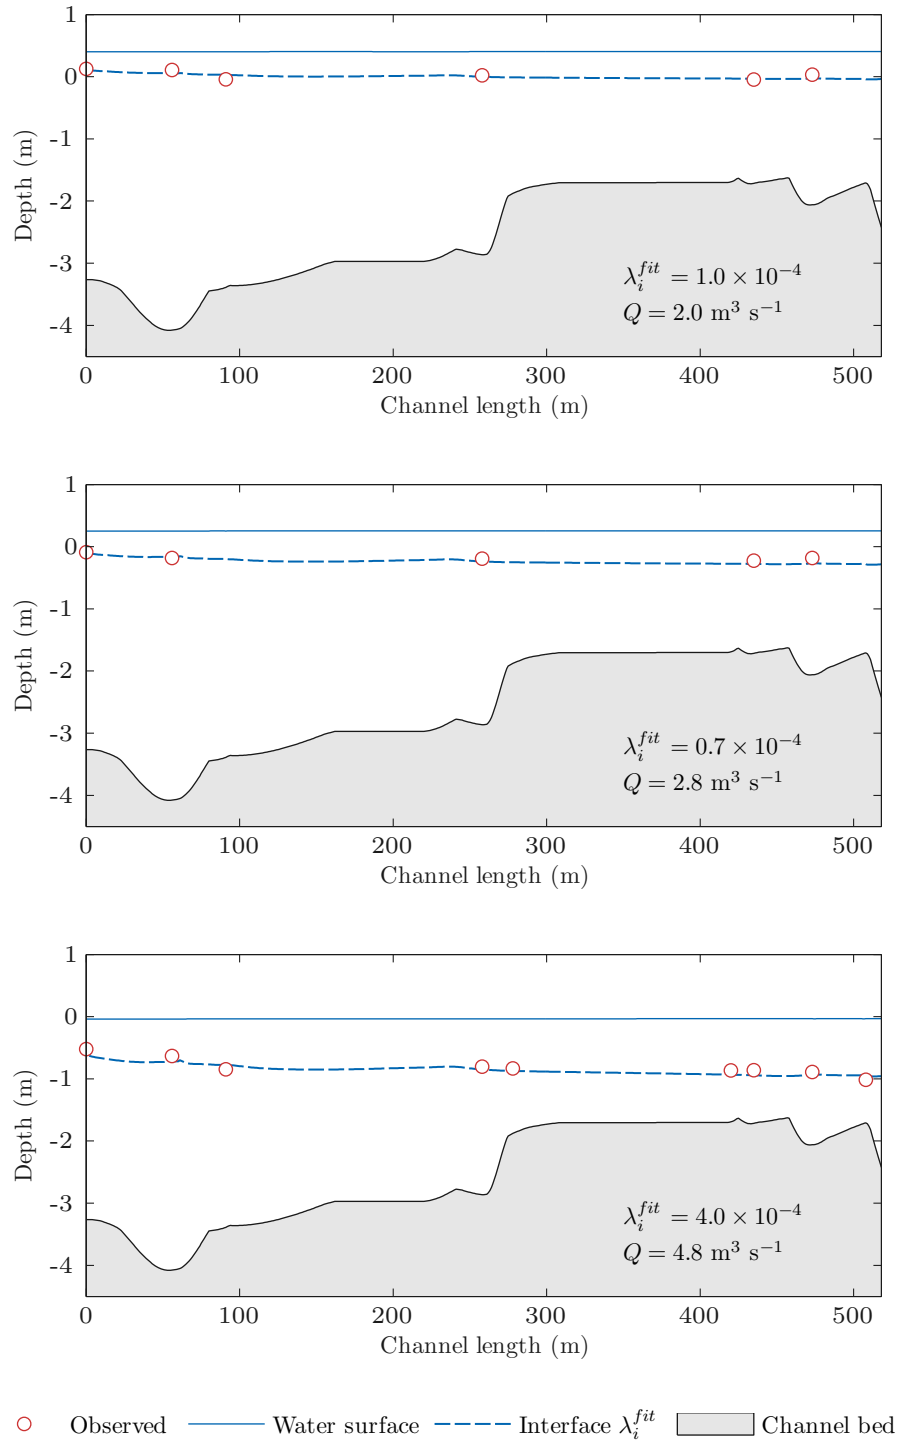 1
0
-1
-2
-3
-4
Depth (m)
λ_i^{fit} = 1.0 × 10^{−4}
Q = 2.0 m³ s^{−1}
0 100 200 300 400 500
Channel length (m)
1
0
-1
-2
-3
-4
Depth (m)
λ_i^{fit} = 0.7 × 10^{−4}
Q = 2.8 m³ s^{−1}
0 100 200 300 400 500
Channel length (m)
1
0
-1
-2
-3
-4
Depth (m)
λ_i^{fit} = 4.0 × 10^{−4}
Q = 4.8 m³ s^{−1}
0 100 200 300 400 500
Channel length (m)
Observed Water surface Interface λ_i^{fit} Channel bed